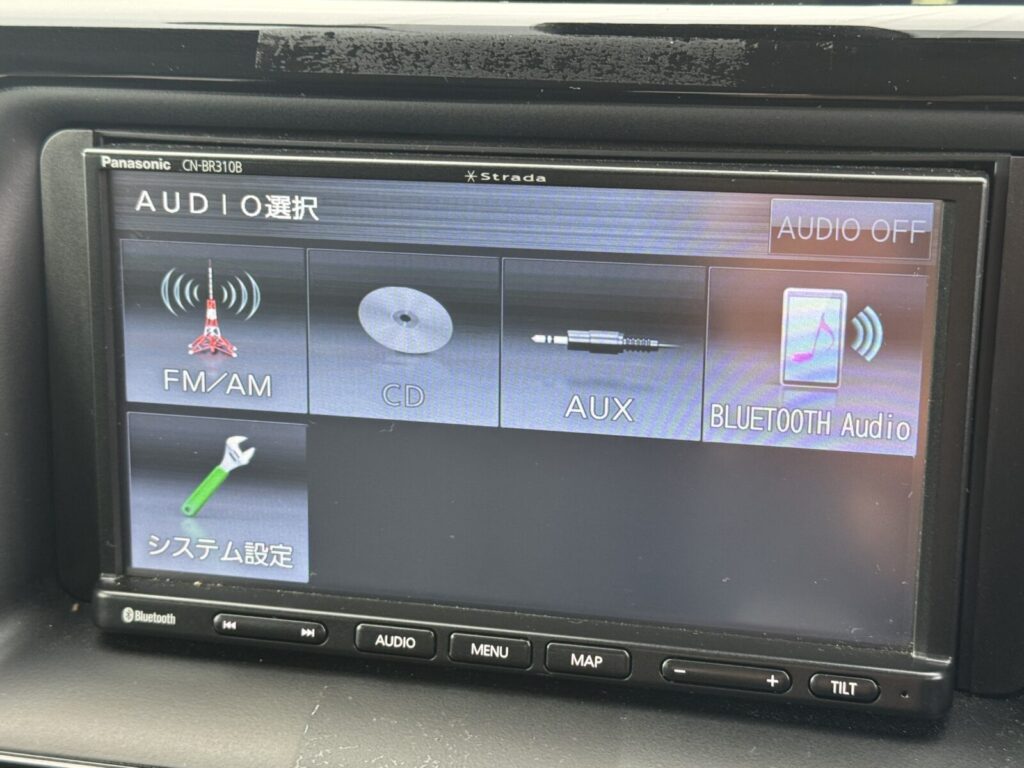 Panasonic CN-BR310B
Strada
AUDIO選択
AUDIO OFF
FM/AM
CD
AUX
BLUETOOTH Audio
システム設定
Bluetooth
AUDIO
MENU
MAP
− +
TILT